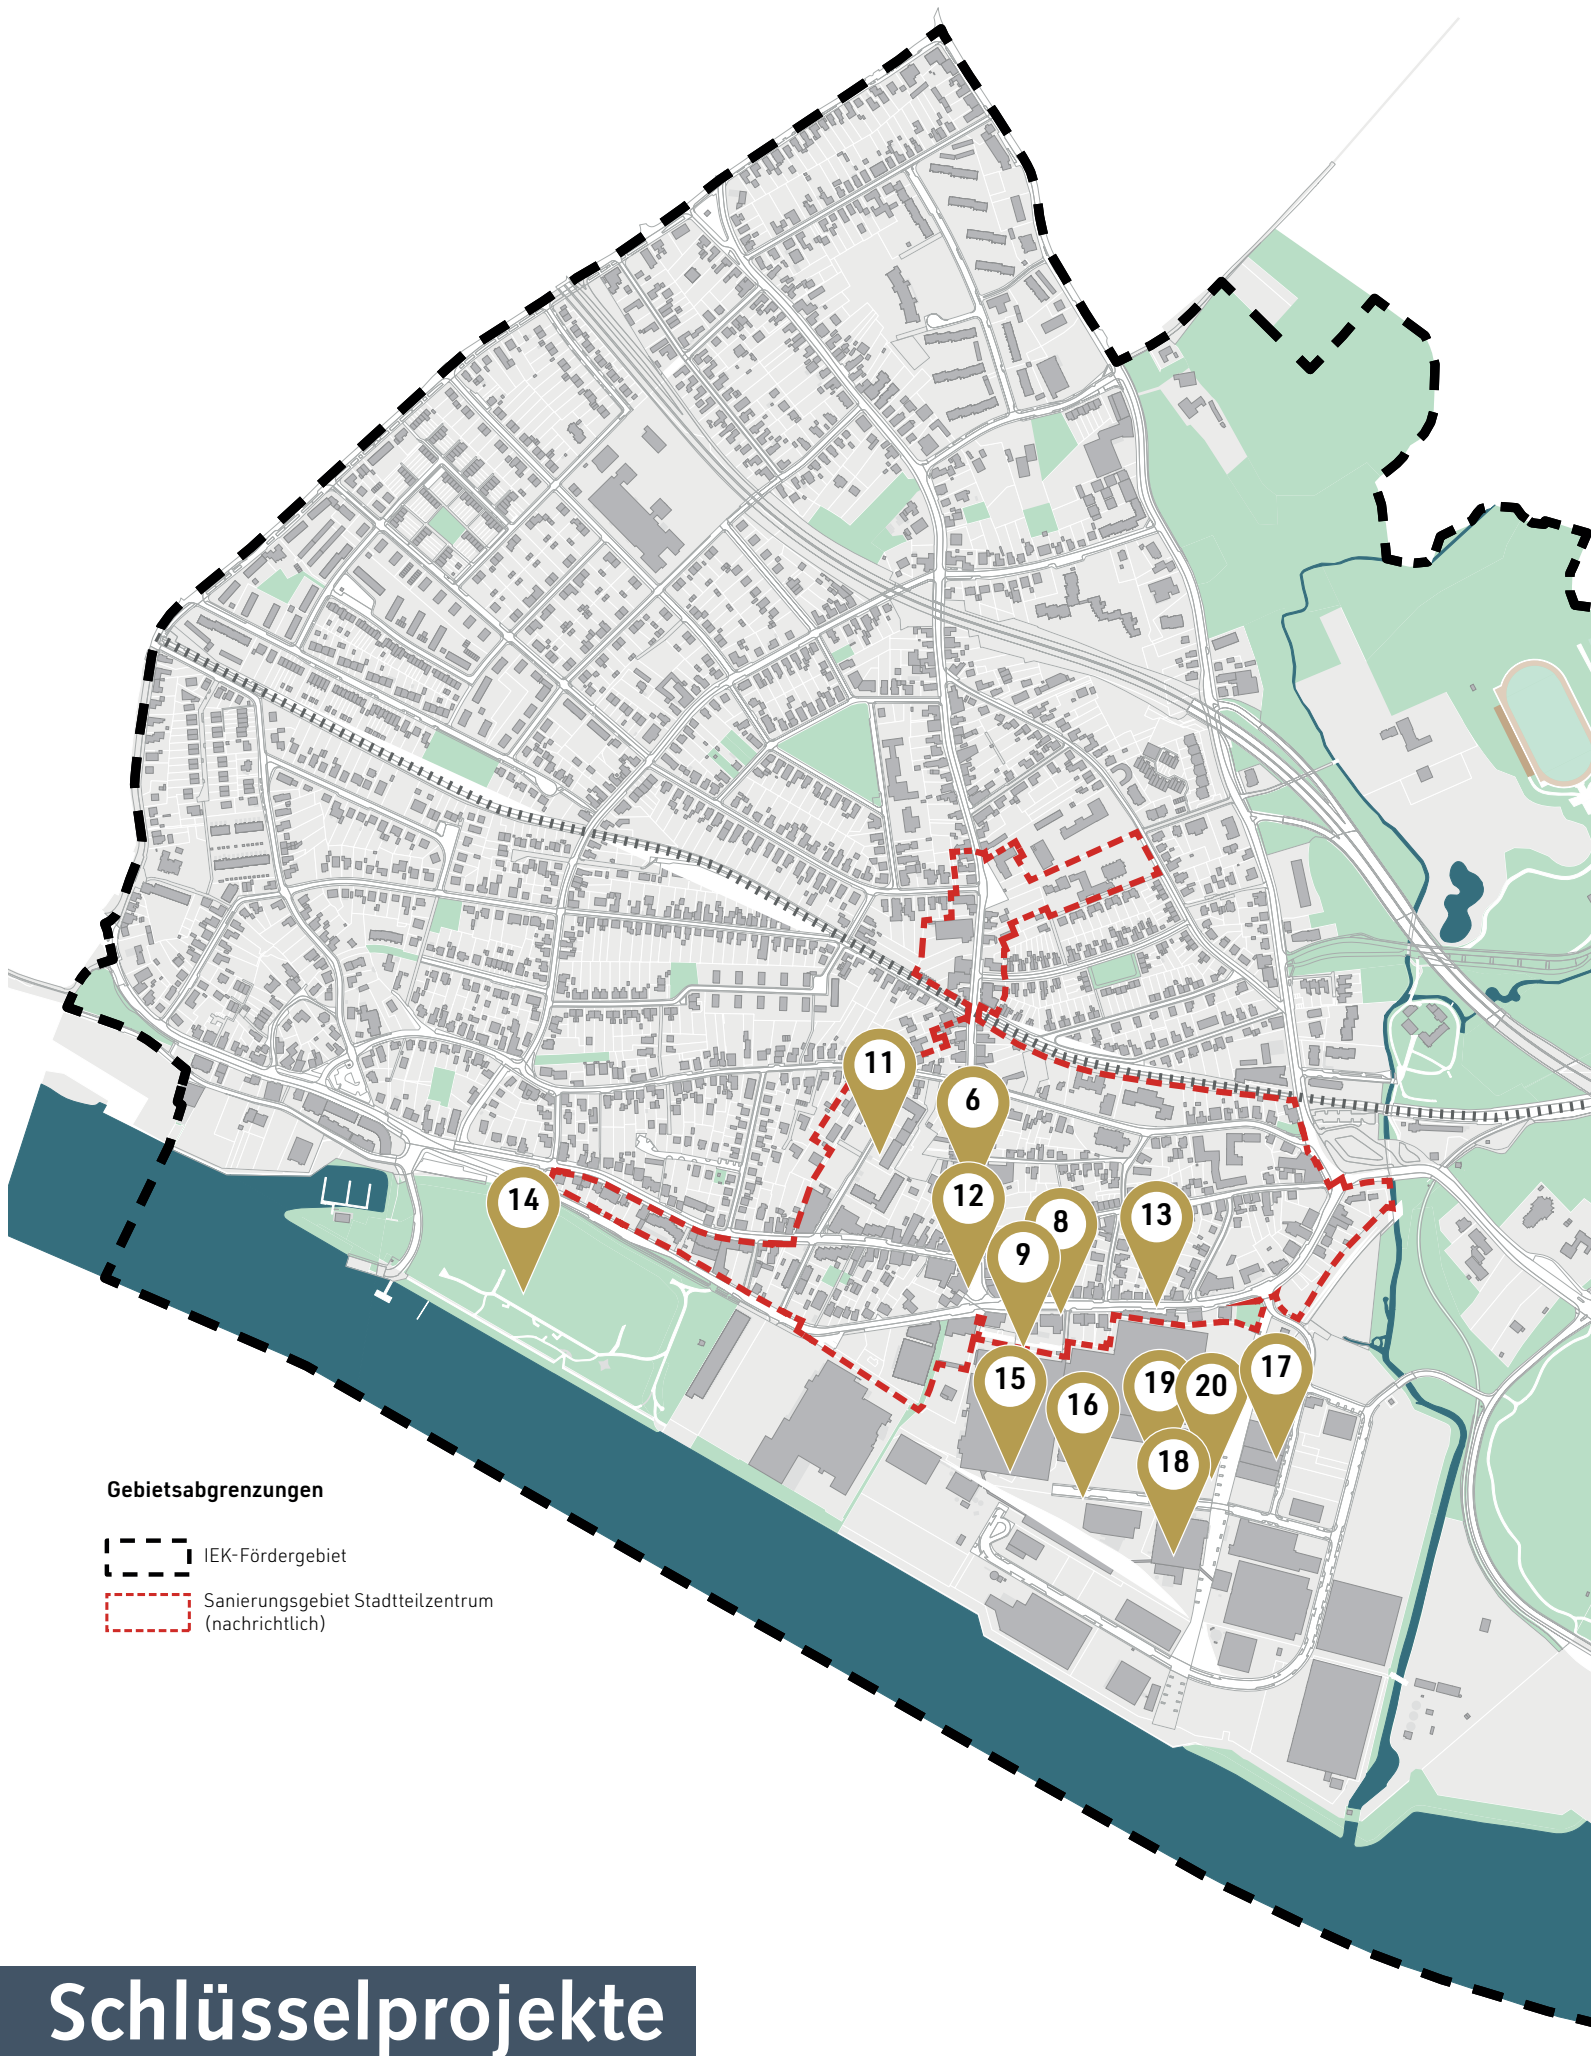 11
6
12
14
8
13
9
15
19
20
17
16
18
Gebietsabgrenzungen
IEK-Fördergebiet
Sanierungsgebiet Stadtteilzentrum
(nachrichtlich)
Schlüsselprojekte